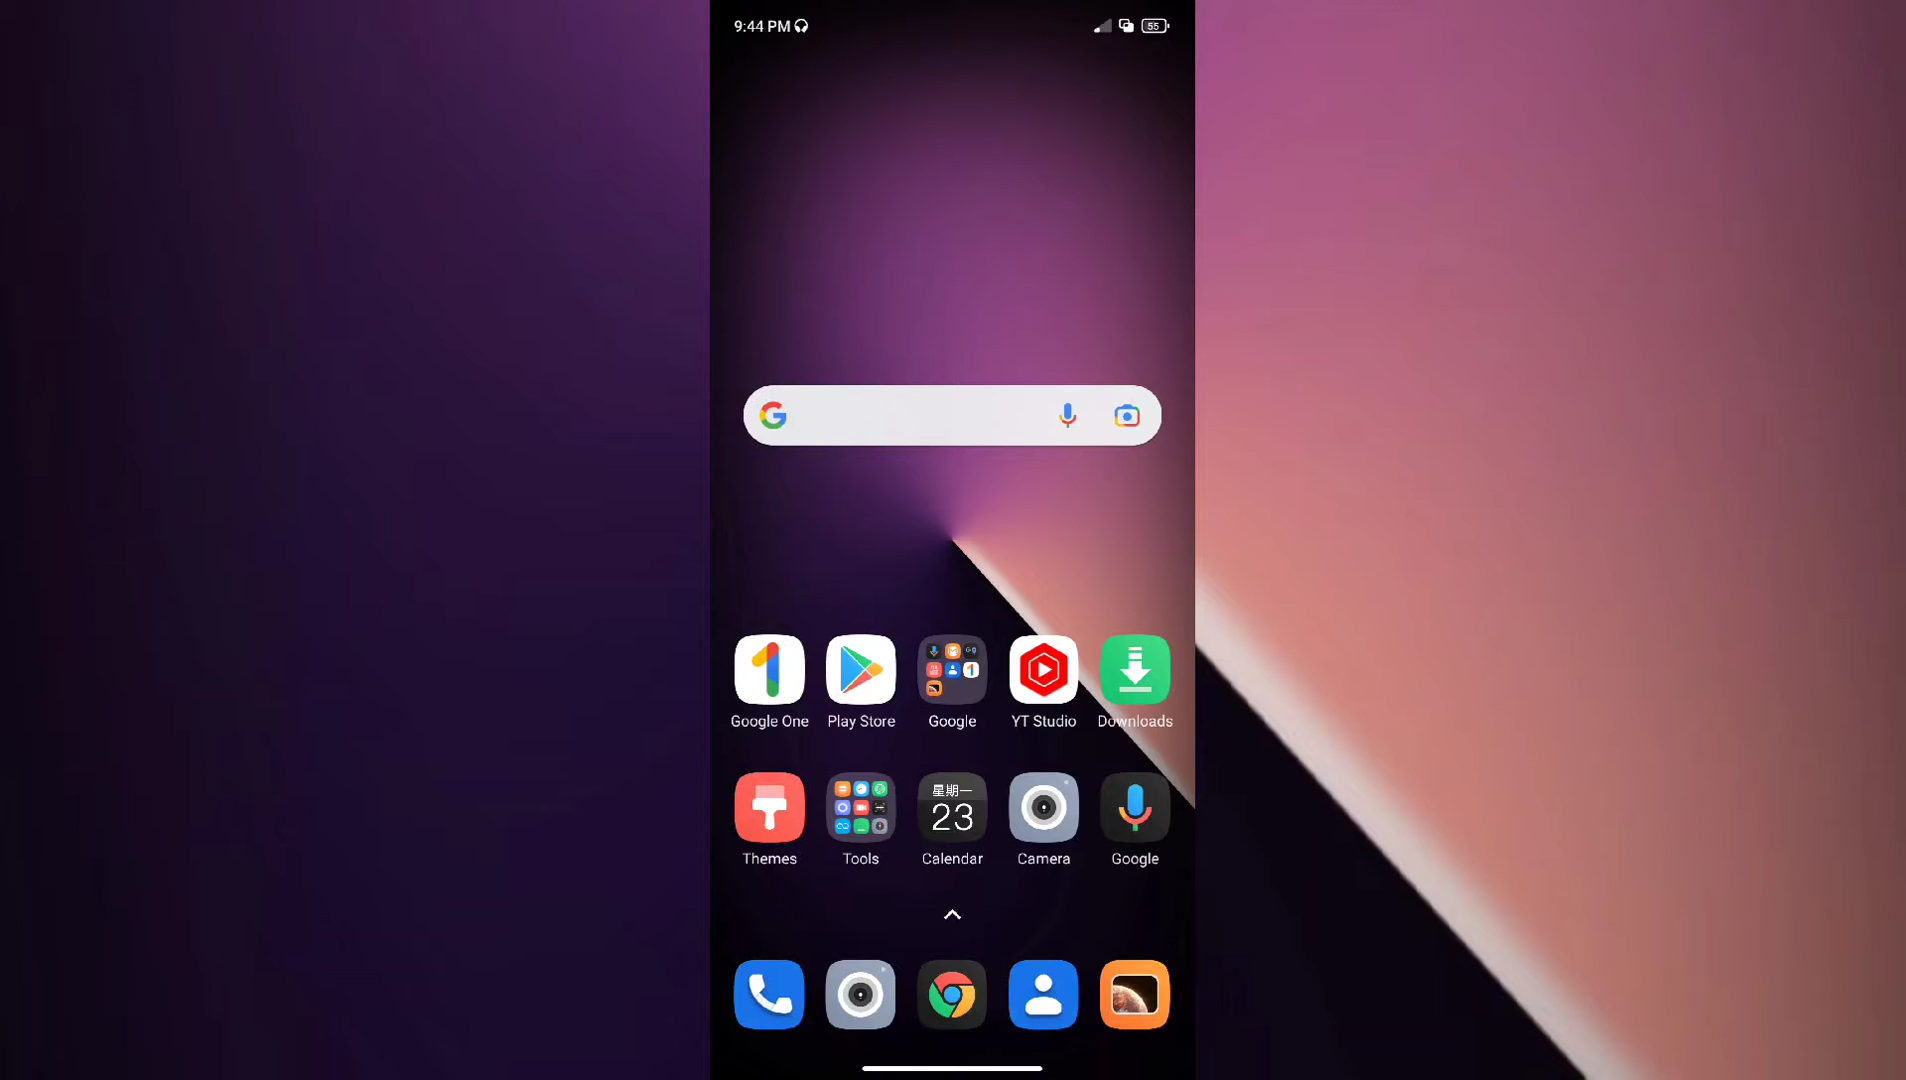 9:44 PM
55
Google One
Play Store
Google
YT Studio
Downloads
星期一
23
Themes
Tools
Calendar
Camera
Google